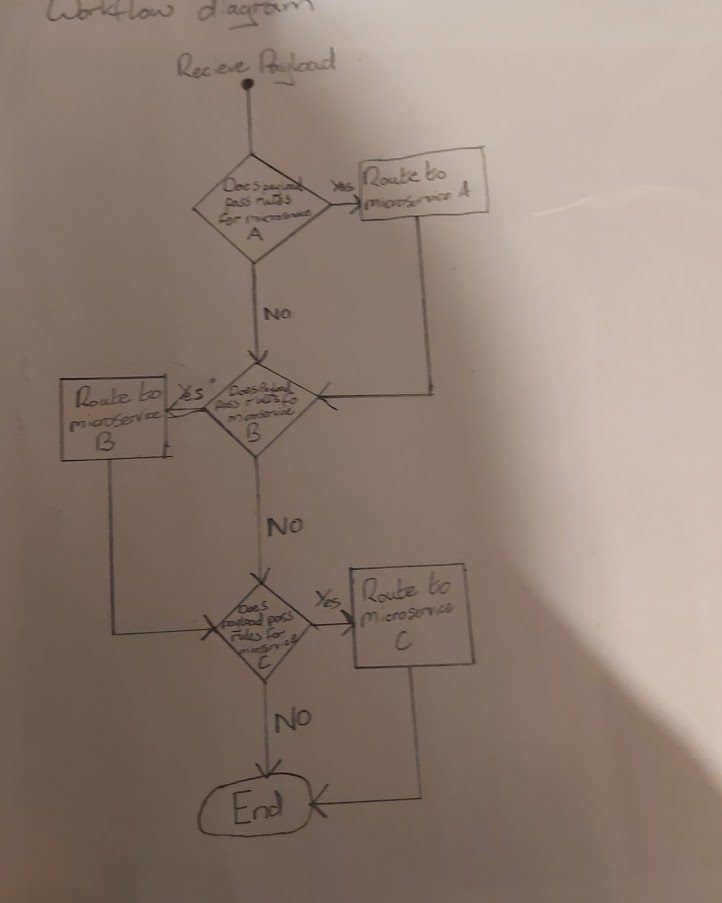 Workflow diagram
Recieve Payload
Does payload
pass rules
for microservice
A
Yes
Route to
microservice A
NO
Route to
microservice
B
Yes
Does Payload
pass rules fo
microservice
B
NO
Does
payload pass
rules for
microservice
C
Yes
Route to
microservice
C
NO
End